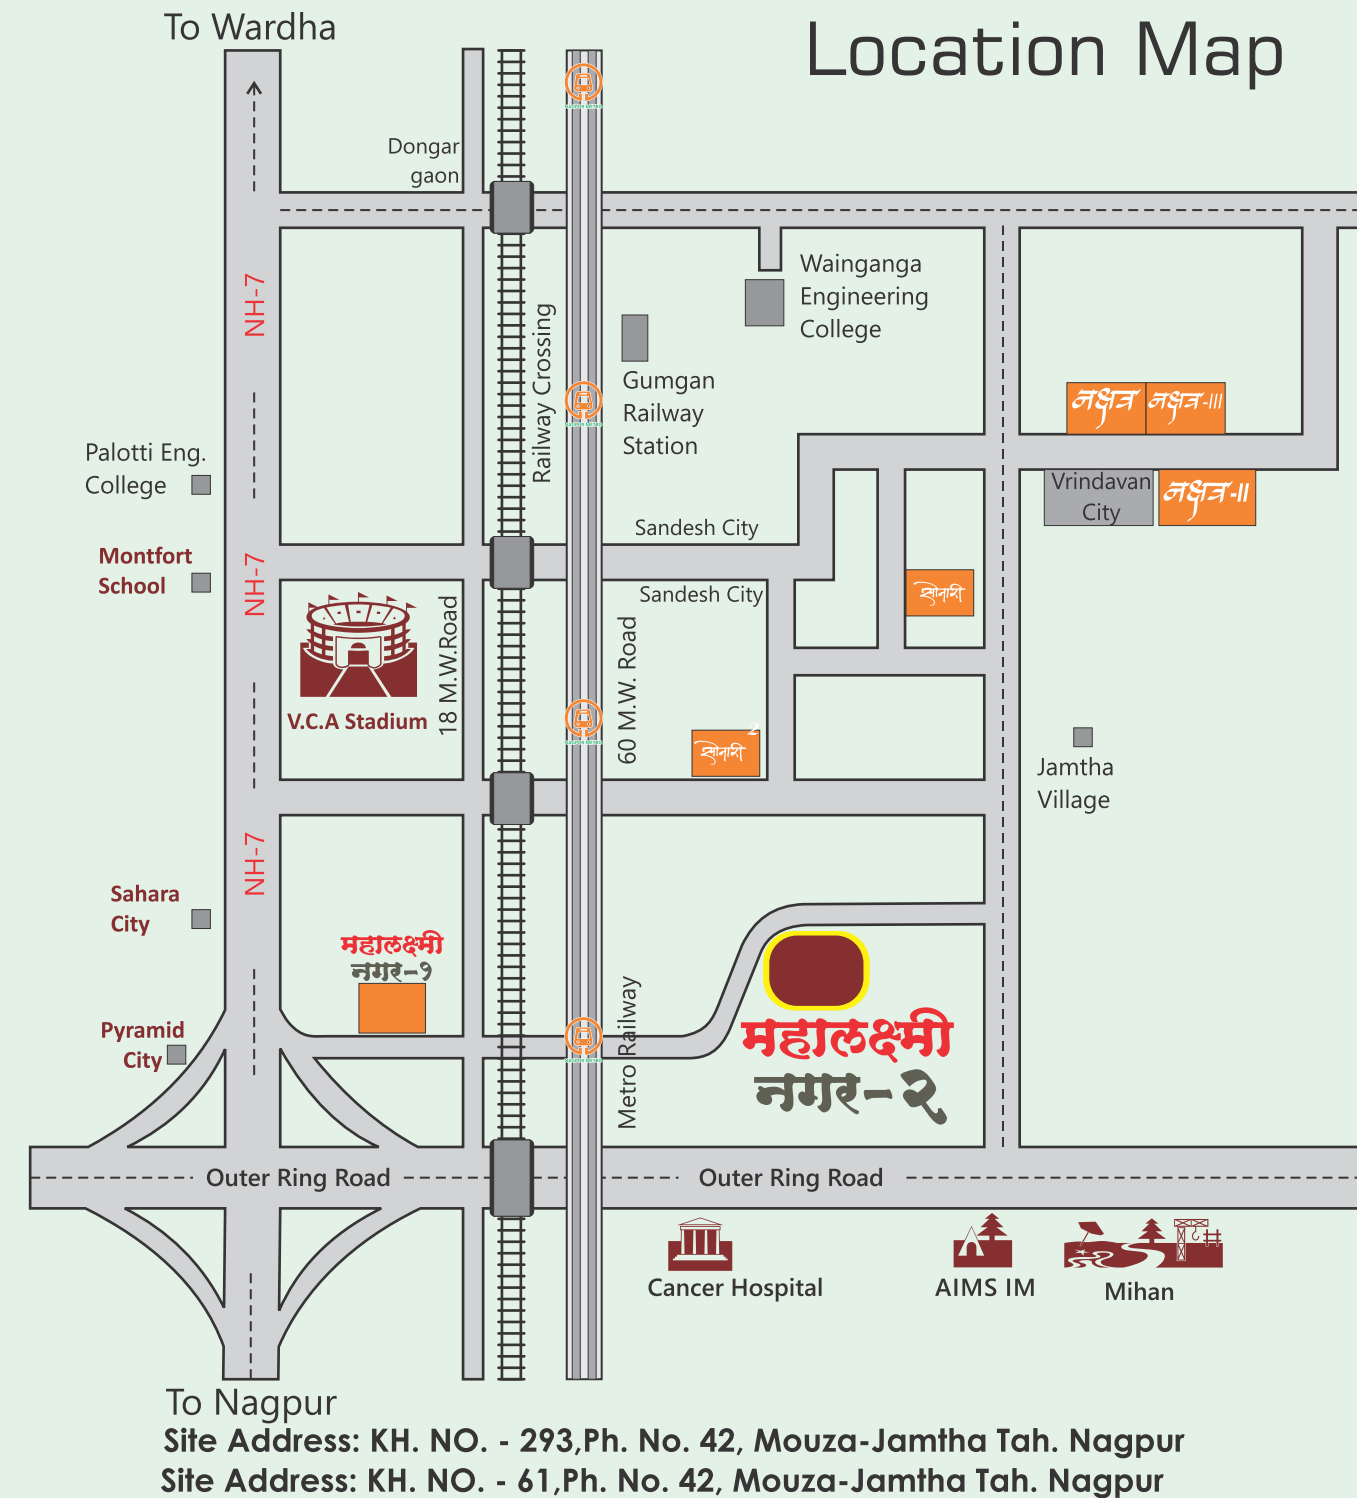 To Wardha
Location Map
Dongar
gaon
NH-7
Railway Crossing
Wainganga
Engineering
College
Gumgan
Railway
Station
नक्षत्र
नक्षत्र-III
Vrindavan
City
नक्षत्र-II
Palotti Eng.
College
Montfort
School
NH-7
Sandesh City
Sandesh City
सोनारी
V.C.A Stadium
18 M.W.Road
60 M.W. Road
सोनारी 2
Jamtha
Village
NH-7
Sahara
City
महालक्ष्मी
नगर-१
Pyramid
City
Metro Railway
महालक्ष्मी
नगर-२
Outer Ring Road
Outer Ring Road
Cancer Hospital
AIMS IM
Mihan
To Nagpur
Site Address: KH. NO. - 293,Ph. No. 42, Mouza-Jamtha Tah. Nagpur
Site Address: KH. NO. - 61,Ph. No. 42, Mouza-Jamtha Tah. Nagpur